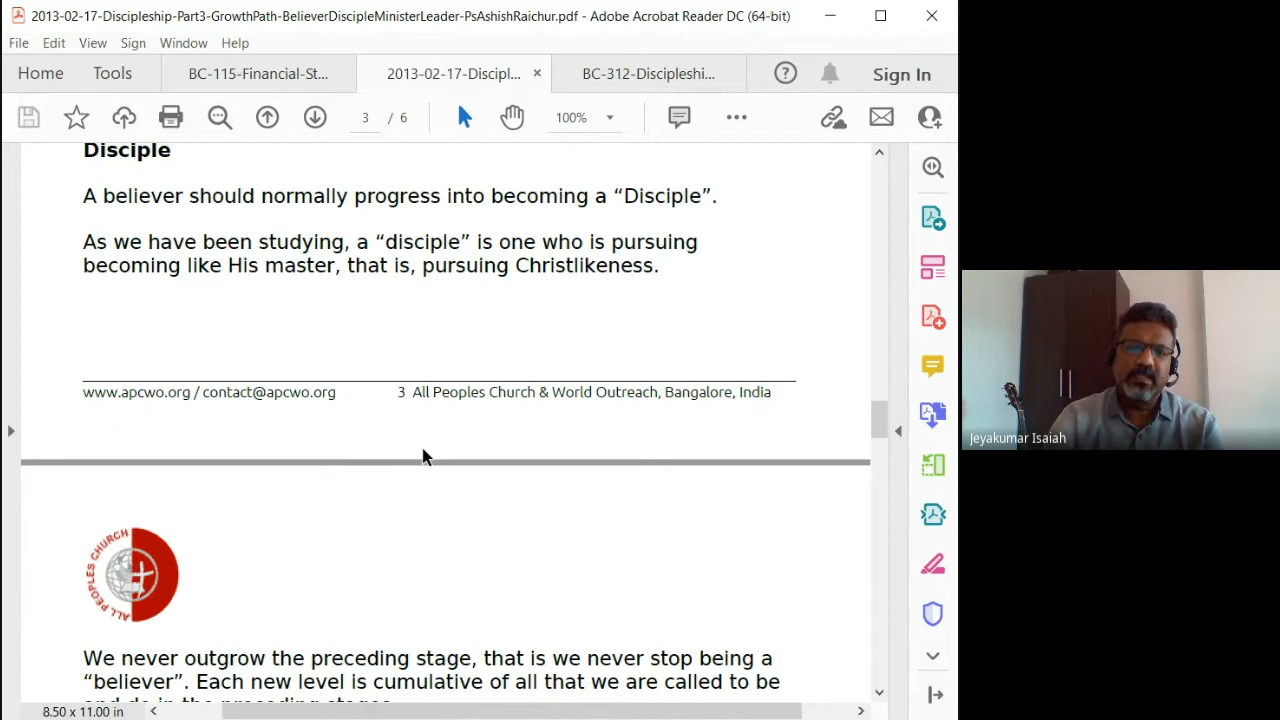 2013-02-17-Discipleship-Part3-GrowthPath-BelieverDiscipleMinisterLeader-PsAshishRaichur.pdf - Adobe Acrobat Reader DC (64-bit)
File Edit View Sign Window Help
Home Tools BC-115-Financial-St... 2013-02-17-Discipl... × BC-312-Discipleshi... ? Sign In
3 / 6 100%
Disciple
A believer should normally progress into becoming a “Disciple”.
As we have been studying, a “disciple” is one who is pursuing
becoming like His master, that is, pursuing Christlikeness.
www.apcwo.org / contact@apcwo.org 3 All Peoples Church & World Outreach, Bangalore, India
Jeyakumar Isaiah
ALL PEOPLES CHURCH
We never outgrow the preceding stage, that is we never stop being a
“believer”. Each new level is cumulative of all that we are called to be
and do in the preceding stages.
8.50 x 11.00 in